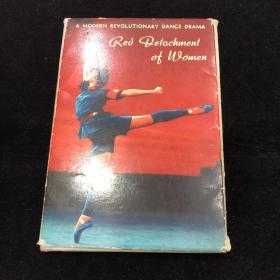 A MODERN REVOLUTIONARY DANCE DRAMA
Red Detachment
of Women